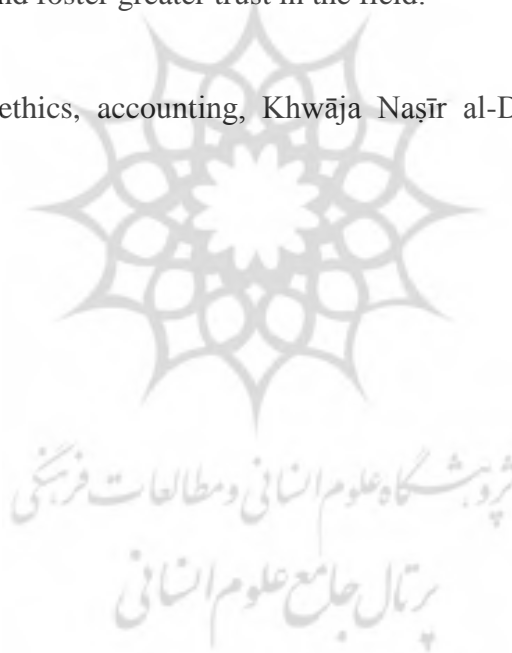 nd foster greater trust in the field.
ethics, accounting, Khwāja Naṣīr al-D
پژوهشگاه علوم انسانی و مطالعات فرهنگی
پرتال جامع علوم انسانی